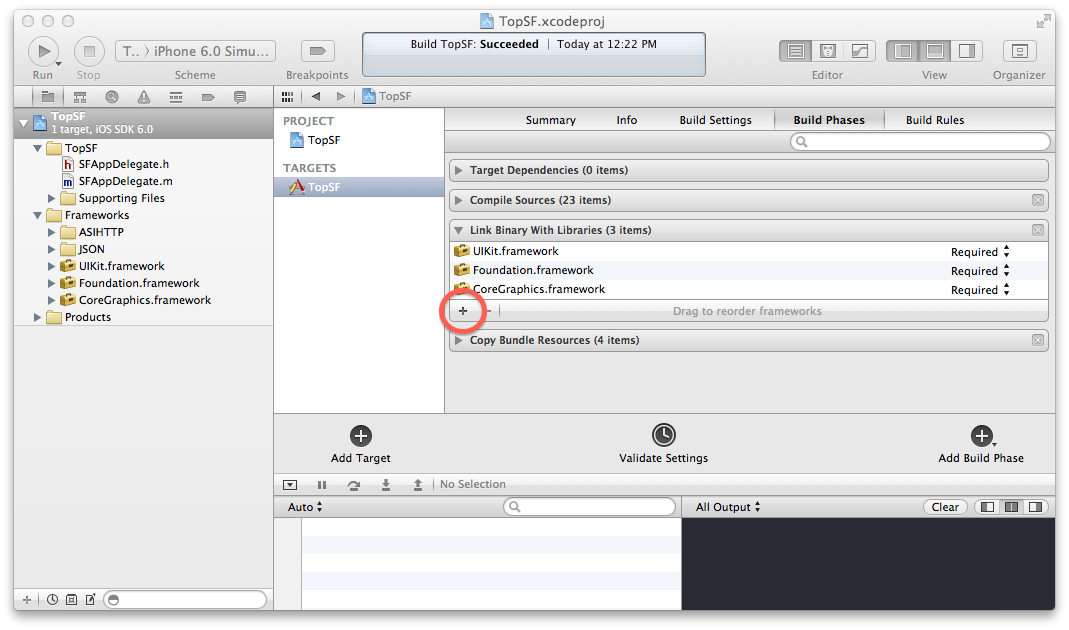 TopSF.xcodeproj
Run
Stop
T.. 〉 iPhone 6.0 Simu...
Scheme
Breakpoints
Build TopSF: Succeeded | Today at 12:22 PM
Editor
View
Organizer
TopSF
1 target, iOS SDK 6.0
TopSF
SFAppDelegate.h
SFAppDelegate.m
Supporting Files
Frameworks
ASIHTTP
JSON
UIKit.framework
Foundation.framework
CoreGraphics.framework
Products
TopSF
PROJECT
TopSF
TARGETS
TopSF
Summary Info Build Settings Build Phases Build Rules
Target Dependencies (0 items)
Compile Sources (23 items)
Link Binary With Libraries (3 items)
UIKit.framework Required
Foundation.framework Required
CoreGraphics.framework Required
Drag to reorder frameworks
Copy Bundle Resources (4 items)
Add Target
Validate Settings
Add Build Phase
No Selection
Auto
All Output
Clear